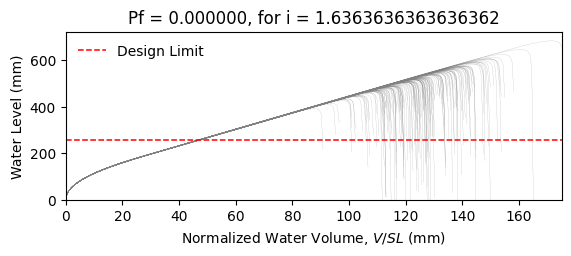 Pf = 0.000000, for i = 1.6363636363636362
Design Limit
Water Level (mm)
600
400
200
0
0 20 40 60 80 100 120 140 160
Normalized Water Volume, V/SL (mm)